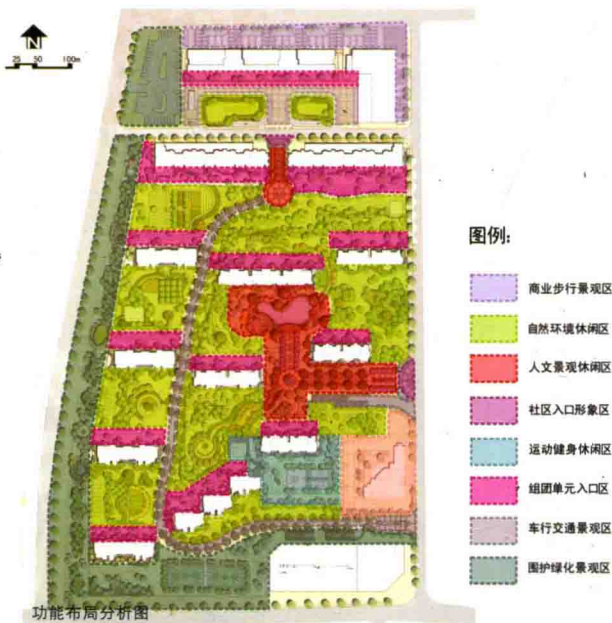 N
25 50 100m
图例:
商业步行景观区
自然环境休闲区
人文景观休闲区
社区入口形象区
运动健身休闲区
组团单元入口区
车行交通景观区
围护绿化景观区
功能布局分析图